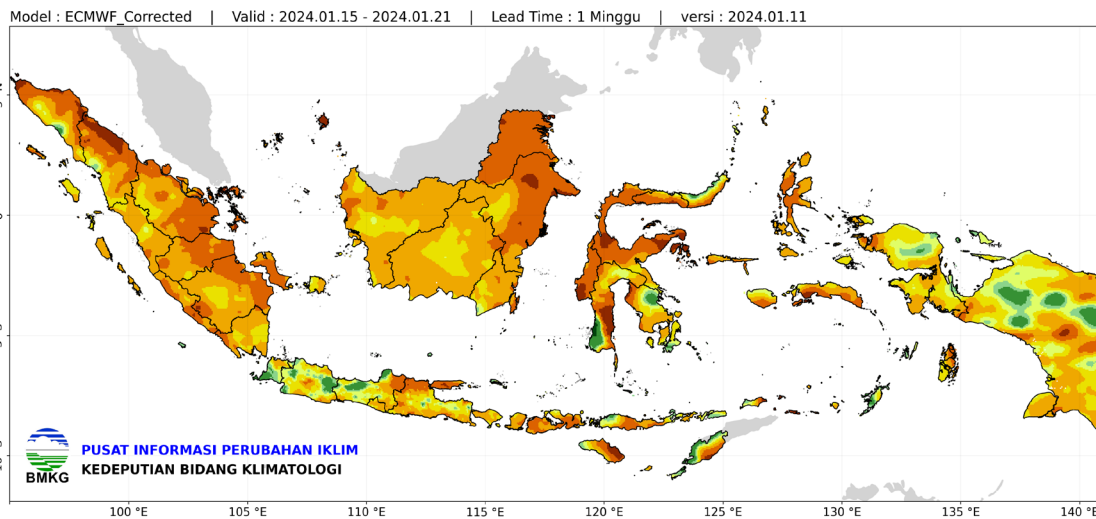 Model : ECMWF_Corrected | Valid : 2024.01.15 - 2024.01.21 | Lead Time : 1 Minggu | versi : 2024.01.11
BMKG
PUSAT INFORMASI PERUBAHAN IKLIM
KEDEPUTIAN BIDANG KLIMATOLOGI
100 °E 105 °E 110 °E 115 °E 120 °E 125 °E 130 °E 135 °E